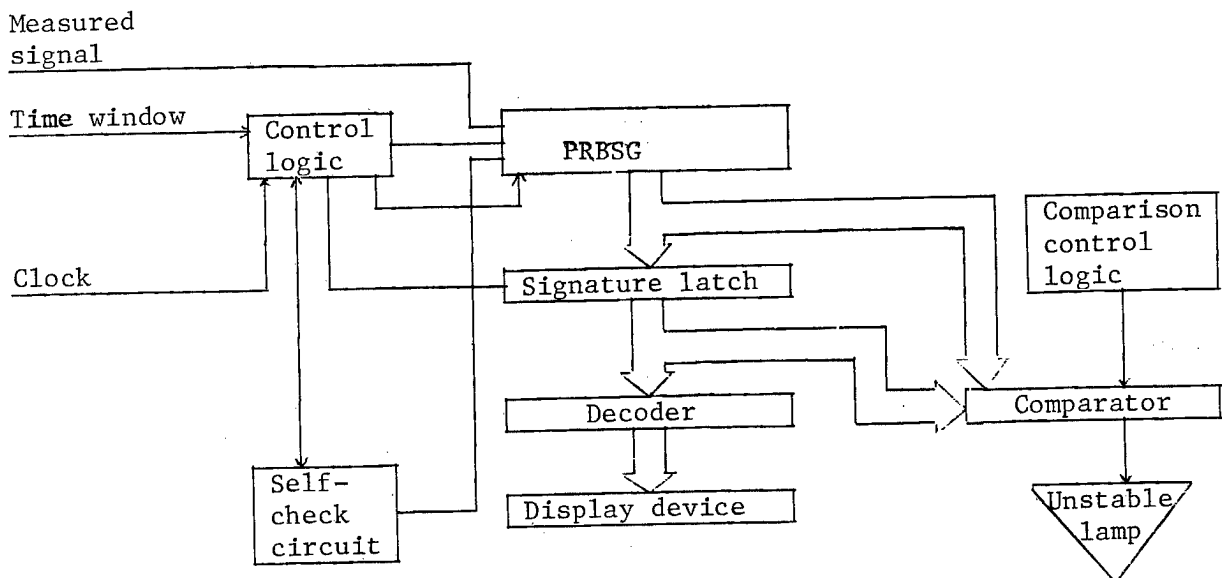 Measured
signal
Time window
Control
logic
PRBSG
Comparison
control
logic
Clock
Signature latch
Decoder
Comparator
Self-
check
circuit
Display device
Unstable
lamp